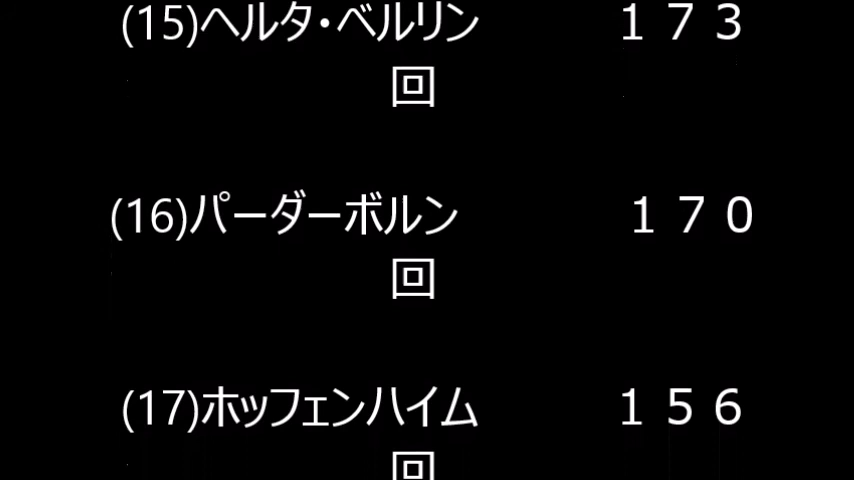 (15)ヘルタ・ベルリン　１７３
回
(16)パーダーボルン　１７０
回
(17)ホッフェンハイム　１５６
回